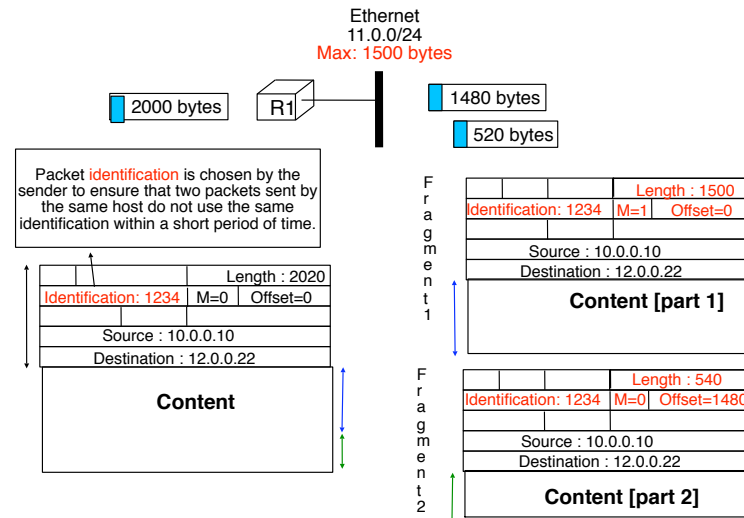 Ethernet
11.0.0/24
Max: 1500 bytes
2000 bytes
R1
1480 bytes
520 bytes
Packet identification is chosen by the
sender to ensure that two packets sent by
the same host do not use the same
identification within a short period of time.
Length : 2020
Identification: 1234 M=0 Offset=0
Source : 10.0.0.10
Destination : 12.0.0.22
Content
Fragment1
Length : 1500
Identification: 1234 M=1 Offset=0
Source : 10.0.0.10
Destination : 12.0.0.22
Content [part 1]
Fragment2
Length : 540
Identification: 1234 M=0 Offset=1480
Source : 10.0.0.10
Destination : 12.0.0.22
Content [part 2]